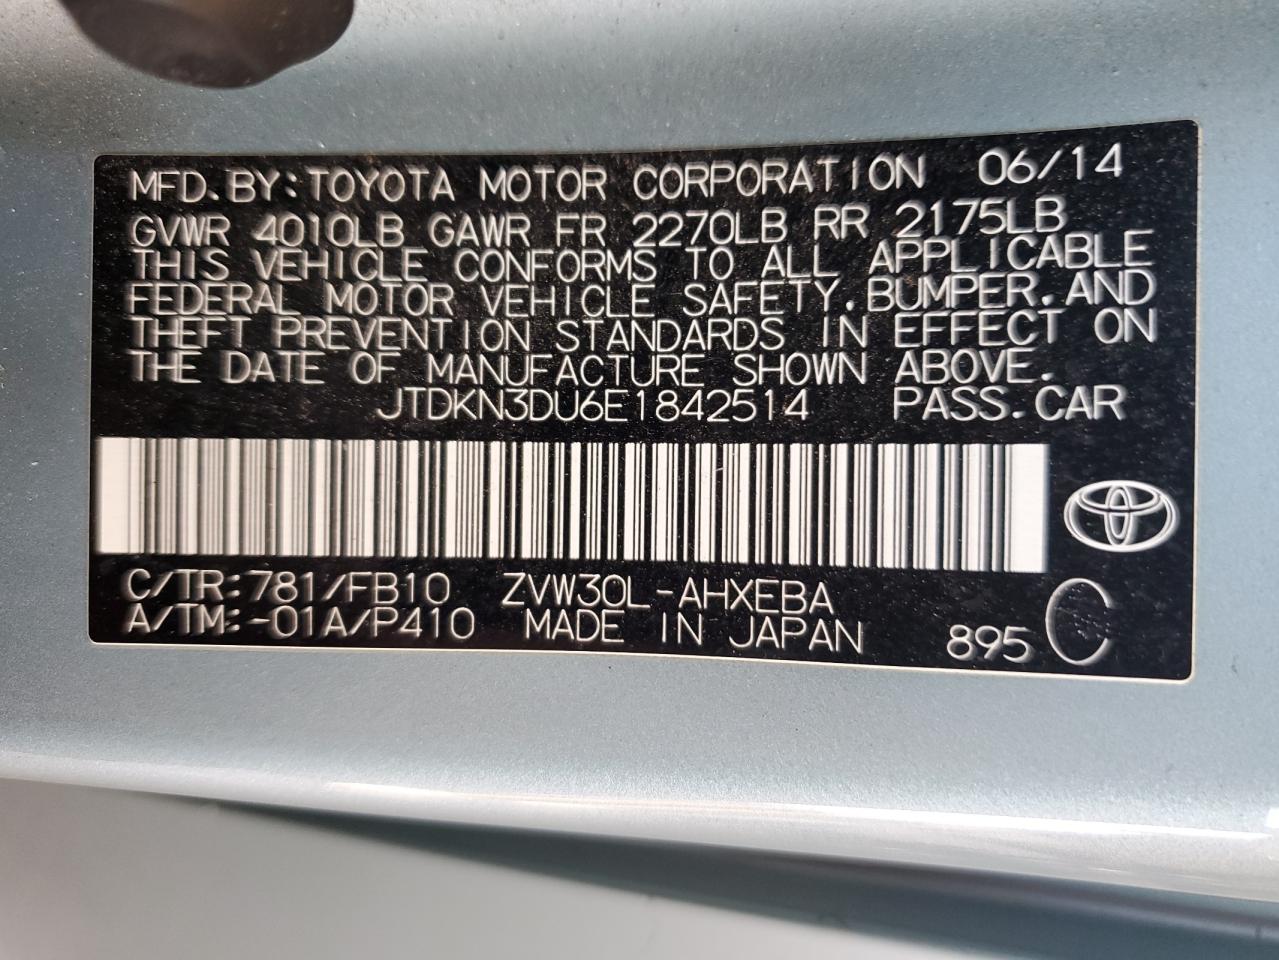 MFD.BY:TOYOTA MOTOR CORPORATION 06/14
GVWR 4010LB GAWR FR 2270LB RR 2175LB
THIS VEHICLE CONFORMS TO ALL APPLICABLE
FEDERAL MOTOR VEHICLE SAFETY.BUMPER.AND
THEFT PREVENTION STANDARDS IN EFFECT ON
THE DATE OF MANUFACTURE SHOWN ABOVE.
JTDKN3DU6E1842514 PASS.CAR
C/TR:781/FB10 ZVW30L-AHXEBA
A/TM:-01A/P410 MADE IN JAPAN 895 C